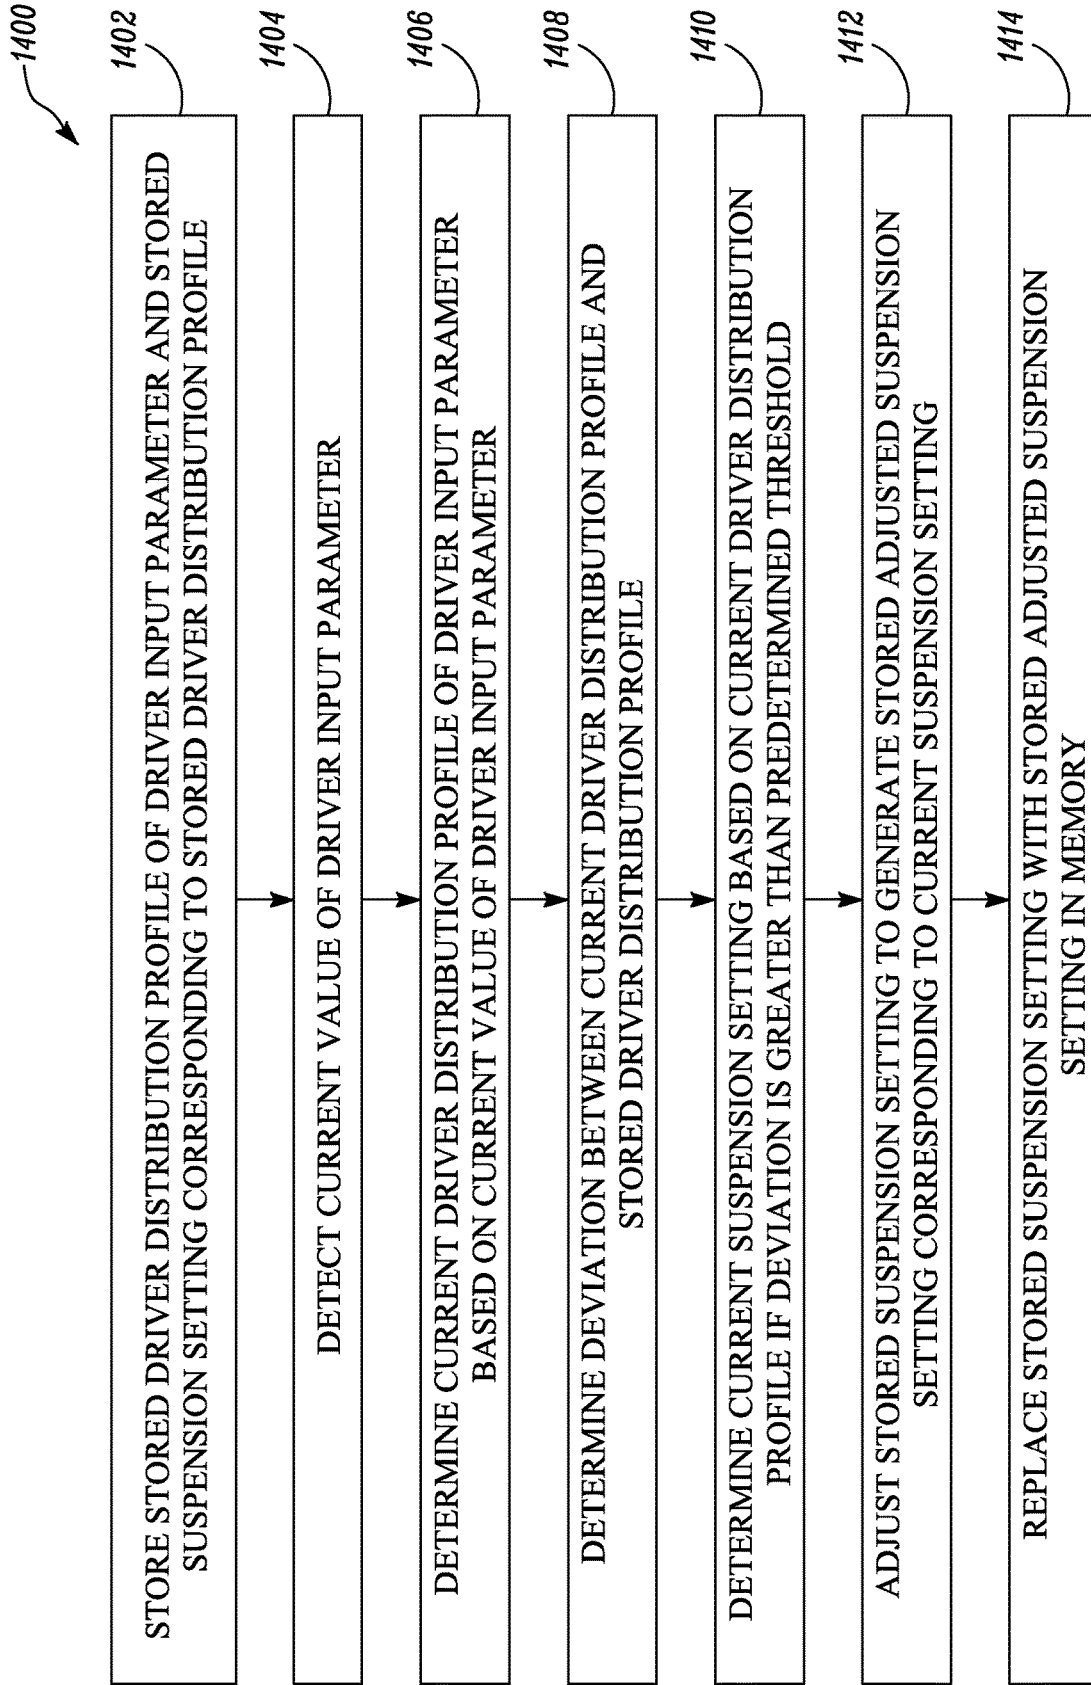 1400
STORE STORED DRIVER DISTRIBUTION PROFILE OF DRIVER INPUT PARAMETER AND STORED
SUSPENSION SETTING CORRESPONDING TO STORED DRIVER DISTRIBUTION PROFILE
1402
DETECT CURRENT VALUE OF DRIVER INPUT PARAMETER
1404
DETERMINE CURRENT DRIVER DISTRIBUTION PROFILE OF DRIVER INPUT PARAMETER
BASED ON CURRENT VALUE OF DRIVER INPUT PARAMETER
1406
DETERMINE DEVIATION BETWEEN CURRENT DRIVER DISTRIBUTION PROFILE AND
STORED DRIVER DISTRIBUTION PROFILE
1408
DETERMINE CURRENT SUSPENSION SETTING BASED ON CURRENT DRIVER DISTRIBUTION
PROFILE IF DEVIATION IS GREATER THAN PREDETERMINED THRESHOLD
1410
ADJUST STORED SUSPENSION SETTING TO GENERATE STORED ADJUSTED SUSPENSION
SETTING CORRESPONDING TO CURRENT SUSPENSION SETTING
1412
REPLACE STORED SUSPENSION SETTING WITH STORED ADJUSTED SUSPENSION
SETTING IN MEMORY
1414